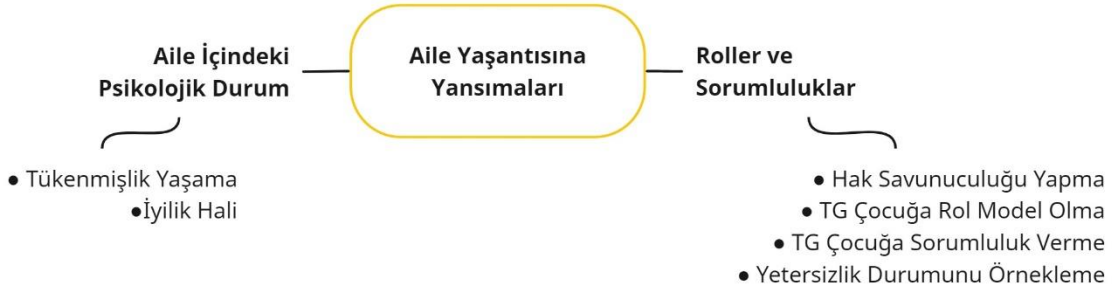 Aile İçindeki
Psikolojik Durum
● Tükenmişlik Yaşama
●İyilik Hali
Aile Yaşantısına
Yansımaları
Roller ve
Sorumluluklar
● Hak Savunuculuğu Yapma
● TG Çocuğa Rol Model Olma
● TG Çocuğa Sorumluluk Verme
● Yetersizlik Durumunu Örnekleme